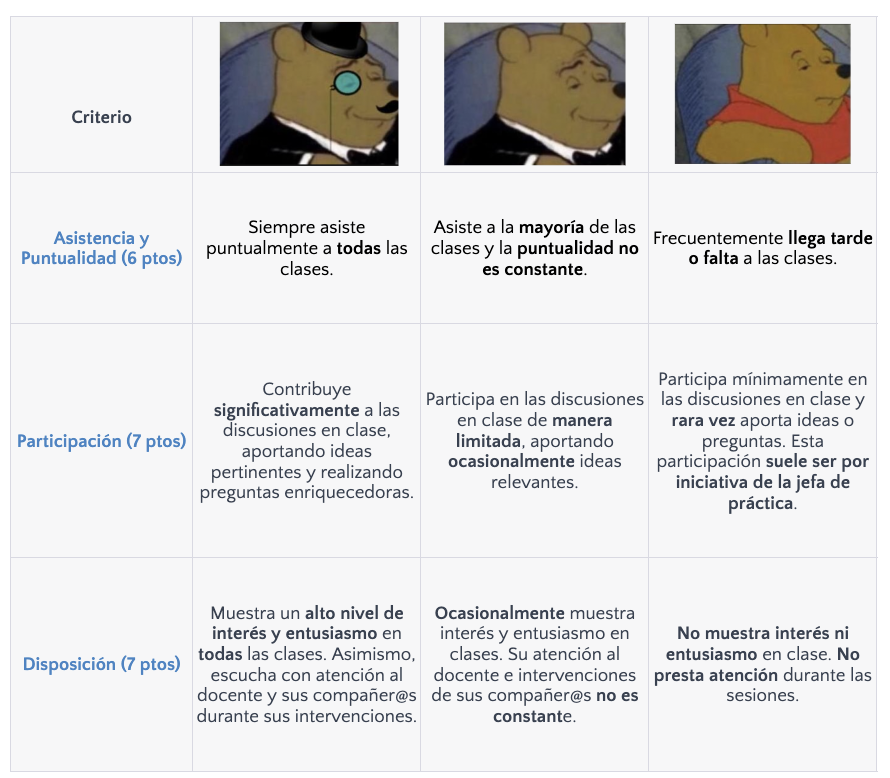 Criterio
Asistencia y
Puntualidad (6 ptos)
Siempre asiste
puntualmente a todas las
clases.
Asiste a la mayoría de las
clases y la puntualidad no
es constante.
Frecuentemente llega tarde
o falta a las clases.
Participación (7 ptos)
Contribuye
significativamente a las
discusiones en clase,
aportando ideas
pertinentes y realizando
preguntas enriquecedoras.
Participa en las discusiones
en clase de manera
limitada, aportando
ocasionalmente ideas
relevantes.
Participa mínimamente en
las discusiones en clase y
rara vez aporta ideas o
preguntas. Esta
participación suele ser por
iniciativa de la jefa de
práctica.
Disposición (7 ptos)
Muestra un alto nivel de
interés y entusiasmo en
todas las clases. Asimismo,
escucha con atención al
docente y sus compañer@s
durante sus intervenciones.
Ocasionalmente muestra
interés y entusiasmo en
clases. Su atención al
docente e intervenciones
de sus compañer@s no es
constante.
No muestra interés ni
entusiasmo en clase. No
presta atención durante las
sesiones.